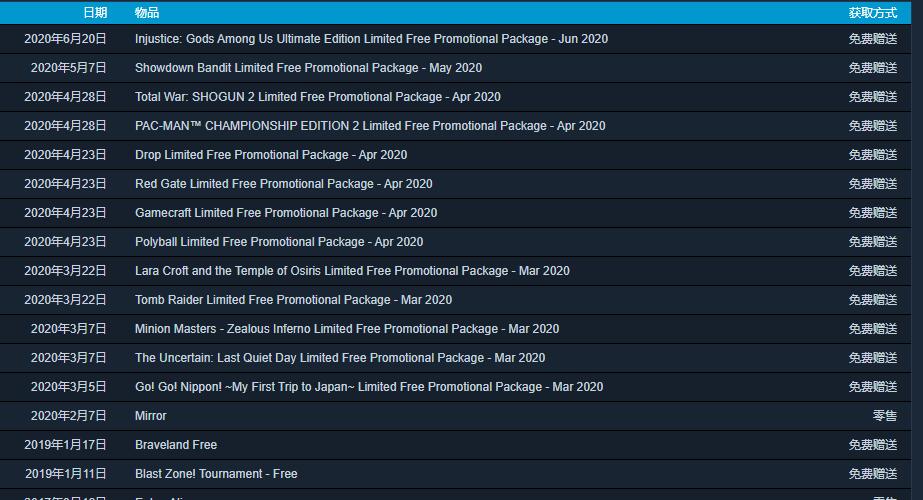 日期 物品 获取方式
2020年6月20日 Injustice: Gods Among Us Ultimate Edition Limited Free Promotional Package - Jun 2020 免费赠送
2020年5月7日 Showdown Bandit Limited Free Promotional Package - May 2020 免费赠送
2020年4月28日 Total War: SHOGUN 2 Limited Free Promotional Package - Apr 2020 免费赠送
2020年4月28日 PAC-MAN™ CHAMPIONSHIP EDITION 2 Limited Free Promotional Package - Apr 2020 免费赠送
2020年4月23日 Drop Limited Free Promotional Package - Apr 2020 免费赠送
2020年4月23日 Red Gate Limited Free Promotional Package - Apr 2020 免费赠送
2020年4月23日 Gamecraft Limited Free Promotional Package - Apr 2020 免费赠送
2020年4月23日 Polyball Limited Free Promotional Package - Apr 2020 免费赠送
2020年3月22日 Lara Croft and the Temple of Osiris Limited Free Promotional Package - Mar 2020 免费赠送
2020年3月22日 Tomb Raider Limited Free Promotional Package - Mar 2020 免费赠送
2020年3月7日 Minion Masters - Zealous Inferno Limited Free Promotional Package - Mar 2020 免费赠送
2020年3月7日 The Uncertain: Last Quiet Day Limited Free Promotional Package - Mar 2020 免费赠送
2020年3月5日 Go! Go! Nippon! ~My First Trip to Japan~ Limited Free Promotional Package - Mar 2020 免费赠送
2020年2月7日 Mirror 零售
2019年1月17日 Braveland Free 免费赠送
2019年1月11日 Blast Zone! Tournament - Free 免费赠送